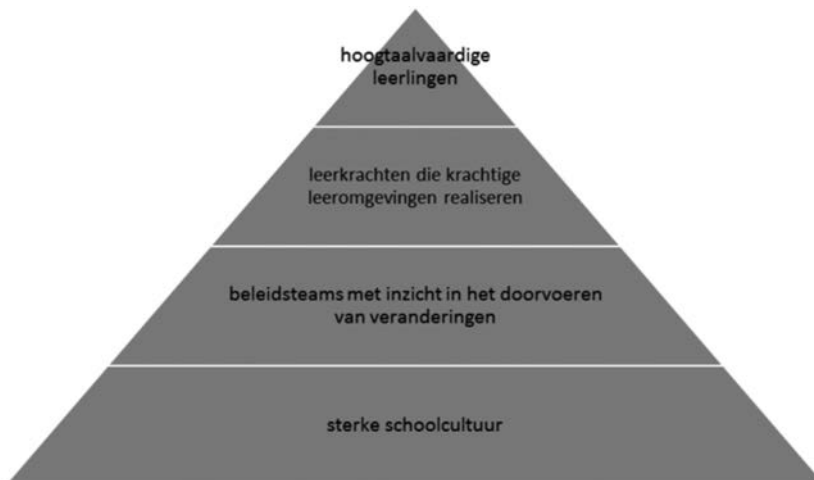 hoogtaalvaardige
leerlingen
leerkrachten die krachtige
leeromgevingen realiseren
beleidsteams met inzicht in het doorvoeren
van veranderingen
sterke schoolcultuur